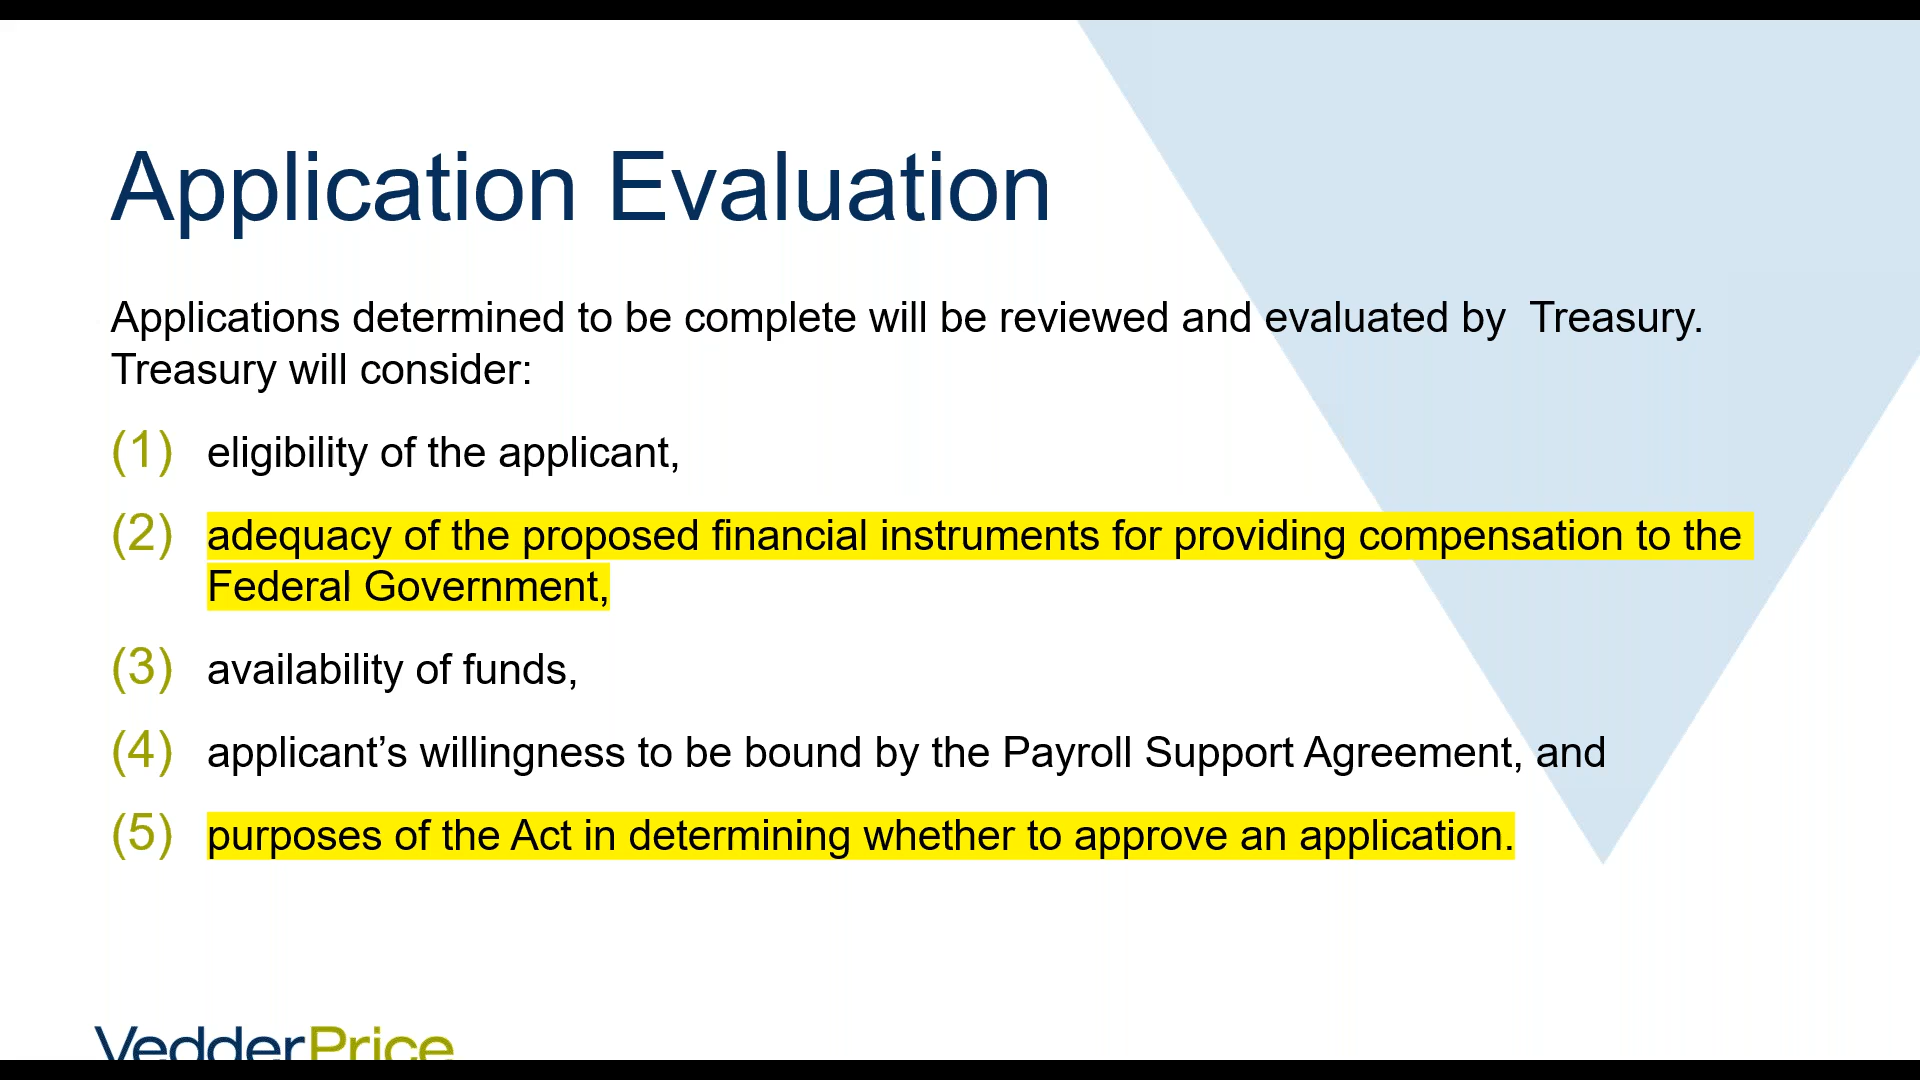 Application Evaluation
Applications determined to be complete will be reviewed and evaluated by  Treasury.
Treasury will consider:
(1) eligibility of the applicant,
(2) adequacy of the proposed financial instruments for providing compensation to the
Federal Government,
(3) availability of funds,
(4) applicant’s willingness to be bound by the Payroll Support Agreement, and
(5) purposes of the Act in determining whether to approve an application.
VedderPrice